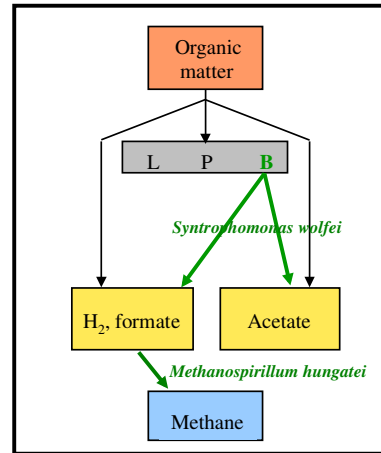 Organic
matter
L P B
Syntrophomonas wolfei
H₂, formate
Acetate
Methanospirillum hungatei
Methane